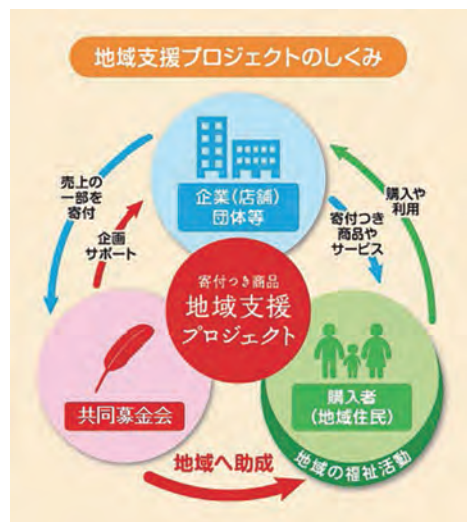 地域支援プロジェクトのしくみ
企業(店舗)
団体等
売上の
一部を
寄付
企画
サポート
購入や
利用
寄付つき
商品や
サービス
寄付つき商品
地域支援
プロジェクト
共同募金会
購入者
(地域住民)
地域の福祉活動
地域へ助成